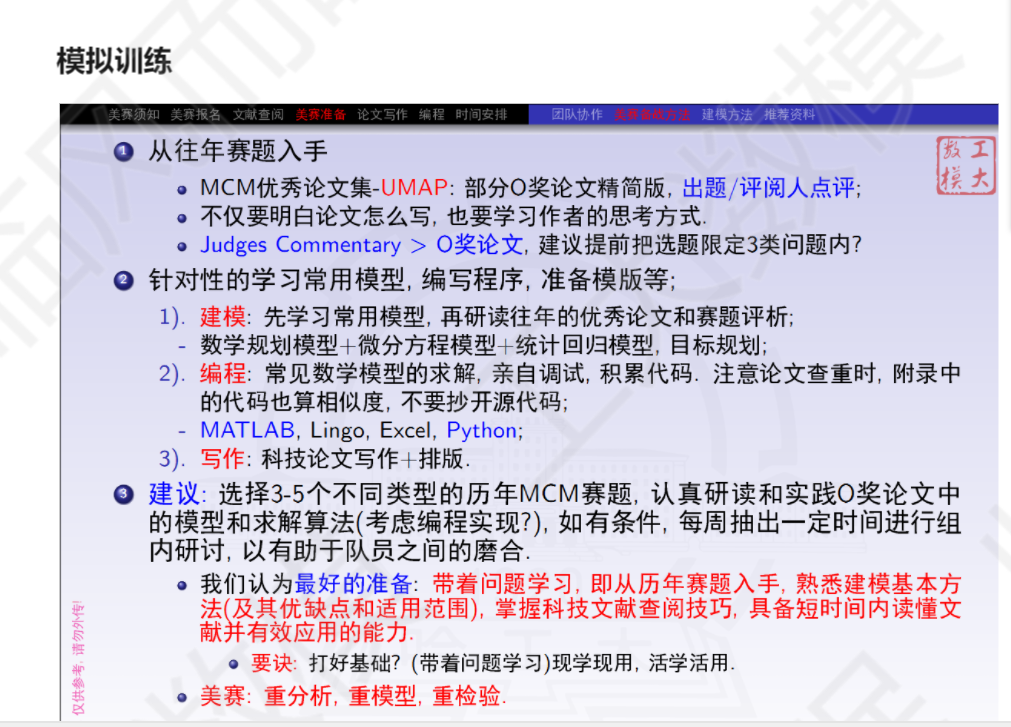 模拟训练
美赛须知 美赛报名 文献查阅 美赛准备 论文写作 编程 时间安排 团队协作 美赛备战方法 建模方法 推荐资料
数 工
模 大
1 从往年赛题入手
• MCM优秀论文集-UMAP: 部分O奖论文精简版, 出题/评阅人点评;
• 不仅要明白论文怎么写, 也要学习作者的思考方式.
• Judges Commentary > O奖论文, 建议提前把选题限定3类问题内?
2 针对性的学习常用模型, 编写程序, 准备模版等;
1). 建模: 先学习常用模型, 再研读往年的优秀论文和赛题评析;
- 数学规划模型+微分方程模型+统计回归模型, 目标规划;
2). 编程: 常见数学模型的求解, 亲自调试, 积累代码. 注意论文查重时, 附录中
的代码也算相似度, 不要抄开源代码;
- MATLAB, Lingo, Excel, Python;
3). 写作: 科技论文写作+排版.
3 建议: 选择3-5个不同类型的历年MCM赛题, 认真研读和实践O奖论文中
的模型和求解算法(考虑编程实现?), 如有条件, 每周抽出一定时间进行组
内研讨, 以有助于队员之间的磨合.
• 我们认为最好的准备: 带着问题学习, 即从历年赛题入手, 熟悉建模基本方
法(及其优缺点和适用范围), 掌握科技文献查阅技巧, 具备短时间内读懂文
献并有效应用的能力.
• 要诀: 打好基础? (带着问题学习)现学现用, 活学活用.
• 美赛: 重分析, 重模型, 重检验.
仅供参考, 请勿外传!